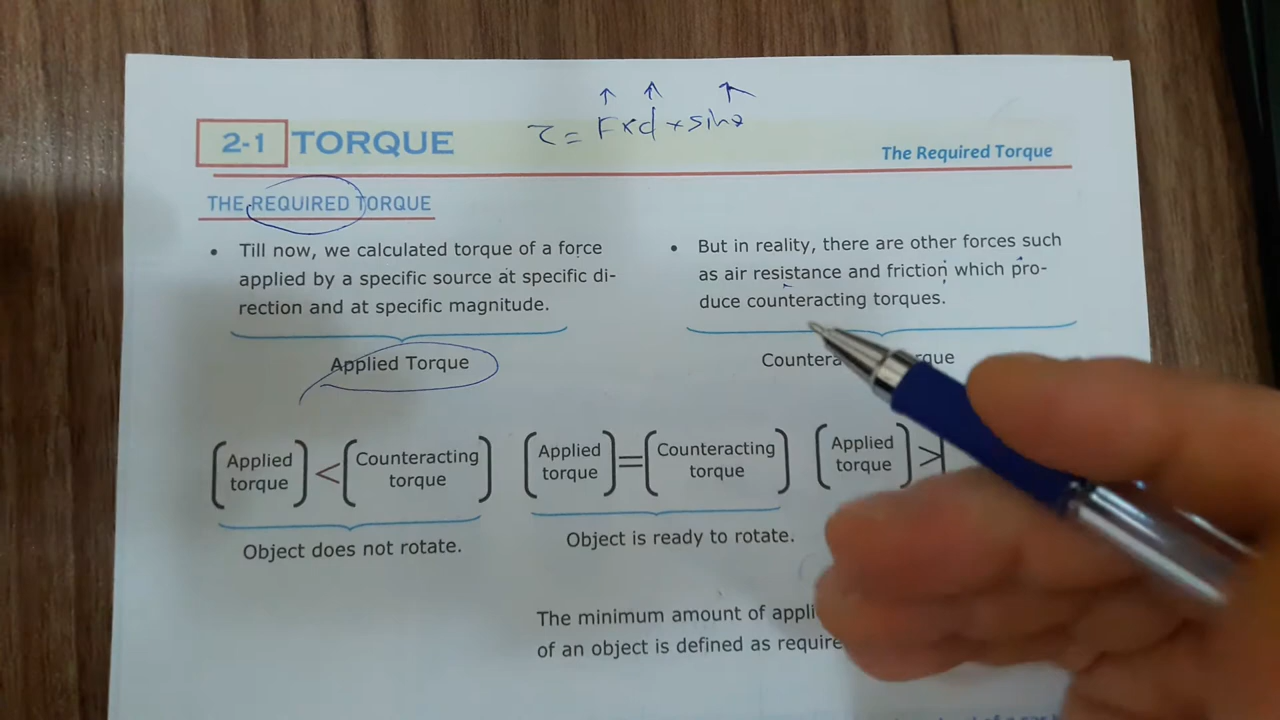 τ = F×d×sinθ
2-1 TORQUE
The Required Torque
THE REQUIRED TORQUE
• Till now, we calculated torque of a force
applied by a specific source at specific di-
rection and at specific magnitude.
Applied Torque
• But in reality, there are other forces such
as air resistance and friction which pro-
duce counteracting torques.
Applied
torque
<
Counteracting
torque
Object does not rotate.
Applied
torque
=
Counteracting
torque
Object is ready to rotate.
Applied
torque
>
The minimum amount of
of an object is defined as